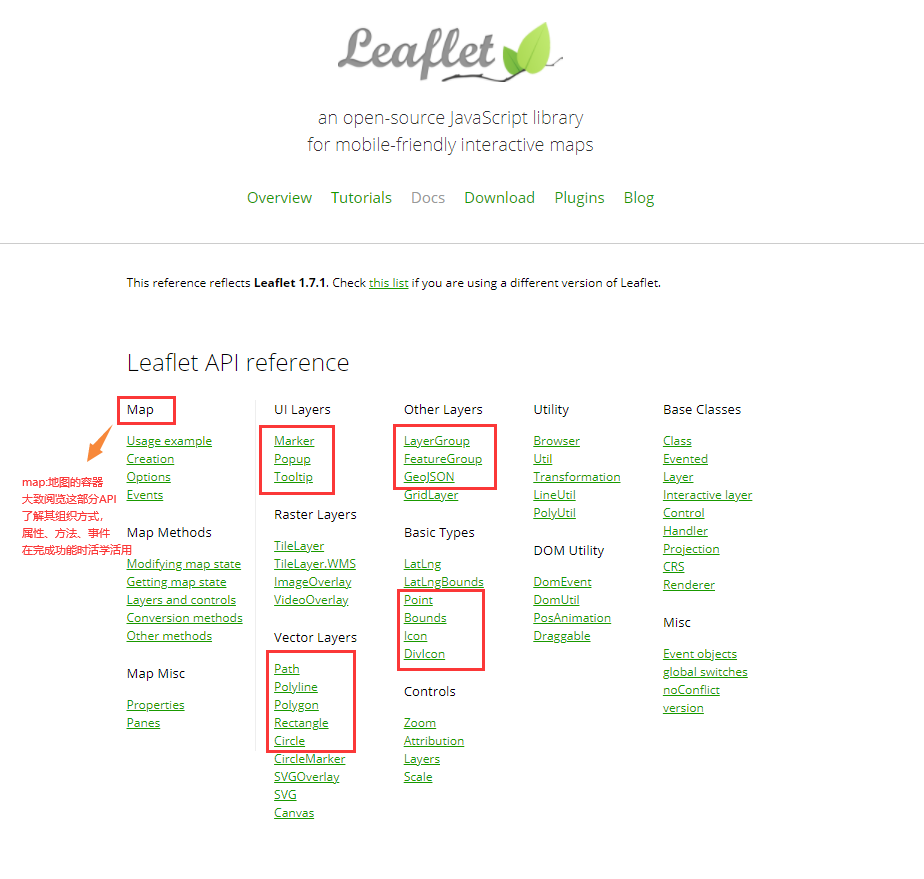 Leaflet
an open-source JavaScript library
for mobile-friendly interactive maps
Overview Tutorials Docs Download Plugins Blog
This reference reflects Leaflet 1.7.1. Check this list if you are using a different version of Leaflet.
Leaflet API reference
Map
Usage example
Creation
Options
Events
map:地图的容器
大致阅览这部分API
了解其组织方式,
属性、方法、事件
在完成功能时活学活用
Map Methods
Modifying map state
Getting map state
Layers and controls
Conversion methods
Other methods
Map Misc
Properties
Panes
UI Layers
Marker
Popup
Tooltip
Raster Layers
TileLayer
TileLayer.WMS
ImageOverlay
VideoOverlay
Vector Layers
Path
Polyline
Polygon
Rectangle
Circle
CircleMarker
SVGOverlay
SVG
Canvas
Other Layers
LayerGroup
FeatureGroup
GeoJSON
GridLayer
Basic Types
LatLng
LatLngBounds
Point
Bounds
Icon
DivIcon
Controls
Zoom
Attribution
Layers
Scale
Utility
Browser
Util
Transformation
LineUtil
PolyUtil
DOM Utility
DomEvent
DomUtil
PosAnimation
Draggable
Base Classes
Class
Evented
Layer
Interactive layer
Control
Handler
Projection
CRS
Renderer
Misc
Event objects
global switches
noConflict
version